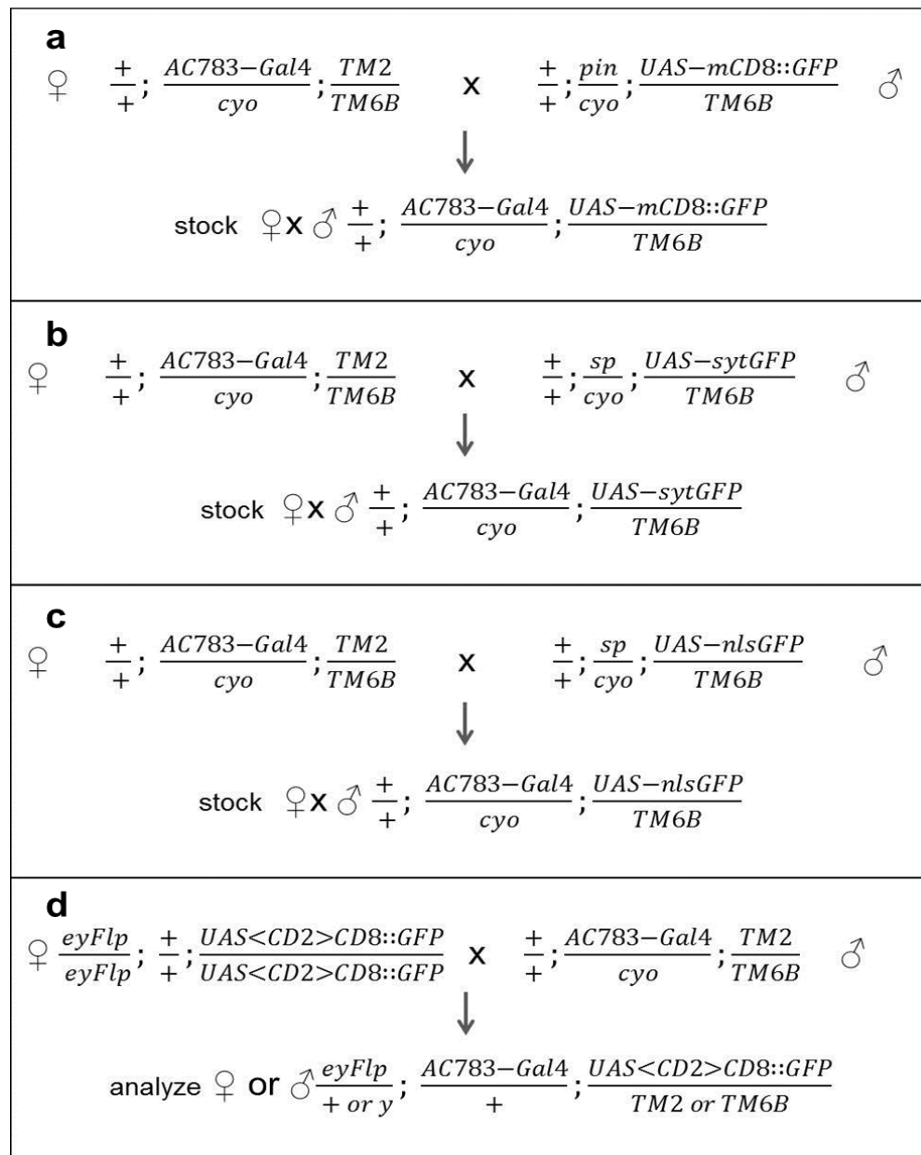 a
♀ +/+ ; AC783−Gal4/cyo ; TM2/TM6B x +/+ ; pin/cyo ; UAS−mCD8::GFP/TM6B ♂
stock ♀x♂ +/+ ; AC783−Gal4/cyo ; UAS−mCD8::GFP/TM6B
b
♀ +/+ ; AC783−Gal4/cyo ; TM2/TM6B x +/+ ; sp/cyo ; UAS−sytGFP/TM6B ♂
stock ♀x♂ +/+ ; AC783−Gal4/cyo ; UAS−sytGFP/TM6B
c
♀ +/+ ; AC783−Gal4/cyo ; TM2/TM6B x +/+ ; sp/cyo ; UAS−nlsGFP/TM6B ♂
stock ♀x♂ +/+ ; AC783−Gal4/cyo ; UAS−nlsGFP/TM6B
d
♀ eyFlp/eyFlp ; +/+ ; UAS<CD2>CD8::GFP/UAS<CD2>CD8::GFP x +/+ ; AC783−Gal4/cyo ; TM2/TM6B ♂
analyze ♀ or ♂ eyFlp/+ or y ; AC783−Gal4/+ ; UAS<CD2>CD8::GFP/TM2 or TM6B